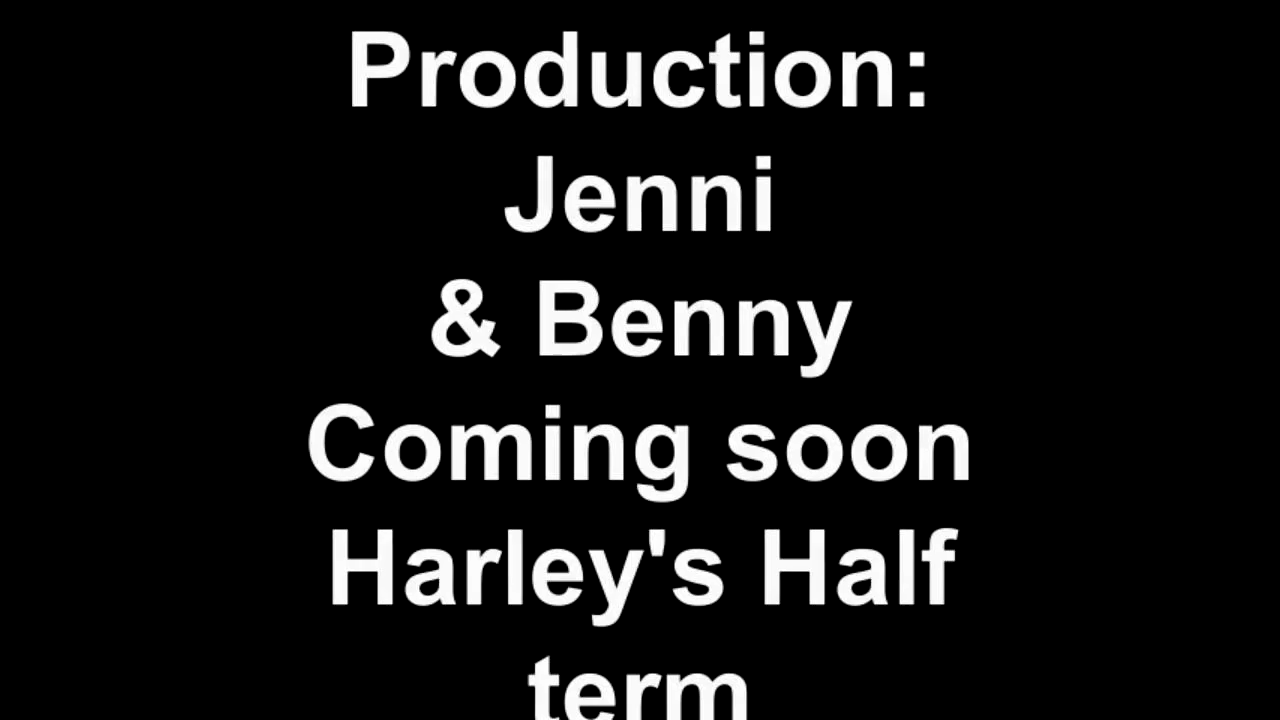 Production:
Jenni
& Benny
Coming soon
Harley's Half
term